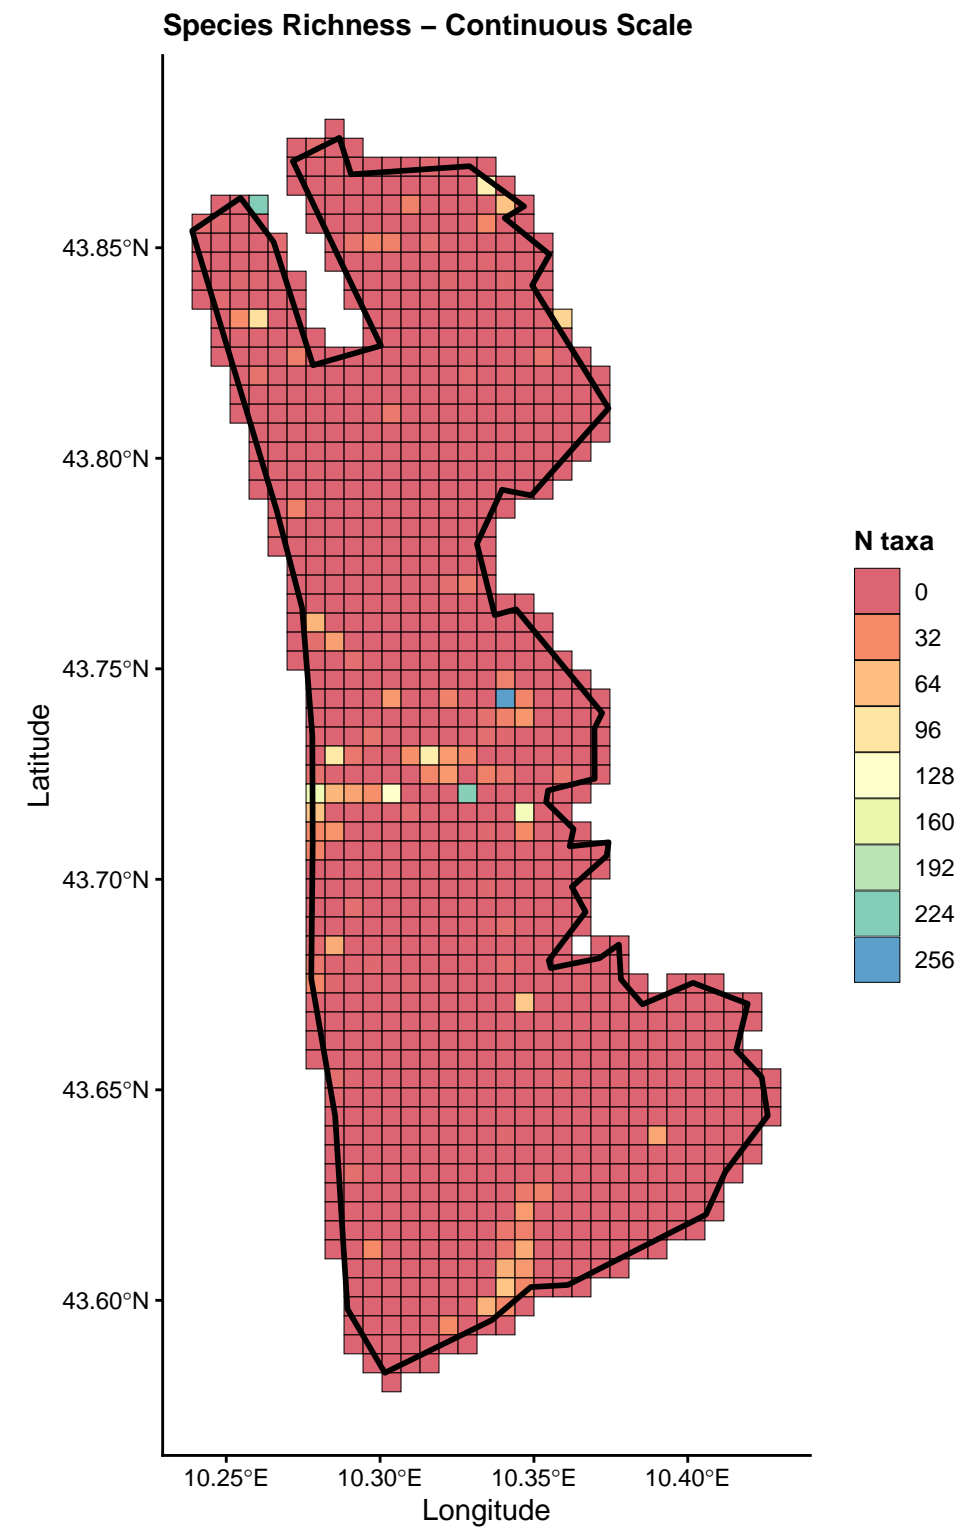 Species Richness – Continuous Scale
43.85°N
43.80°N
43.75°N
43.70°N
43.65°N
43.60°N
Latitude
10.25°E
10.30°E
10.35°E
10.40°E
Longitude
N taxa
0
32
64
96
128
160
192
224
256